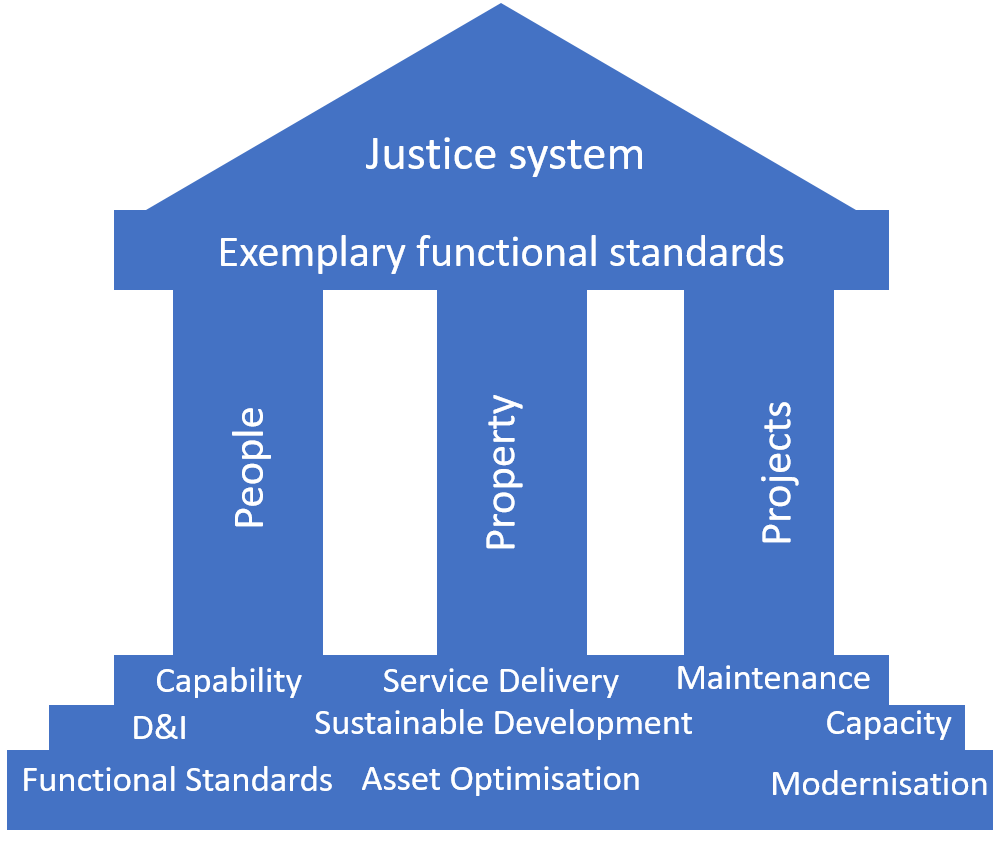 Justice system
Exemplary functional standards
People
Property
Projects
Capability
Service Delivery
Maintenance
D&I
Sustainable Development
Capacity
Functional Standards
Asset Optimisation
Modernisation